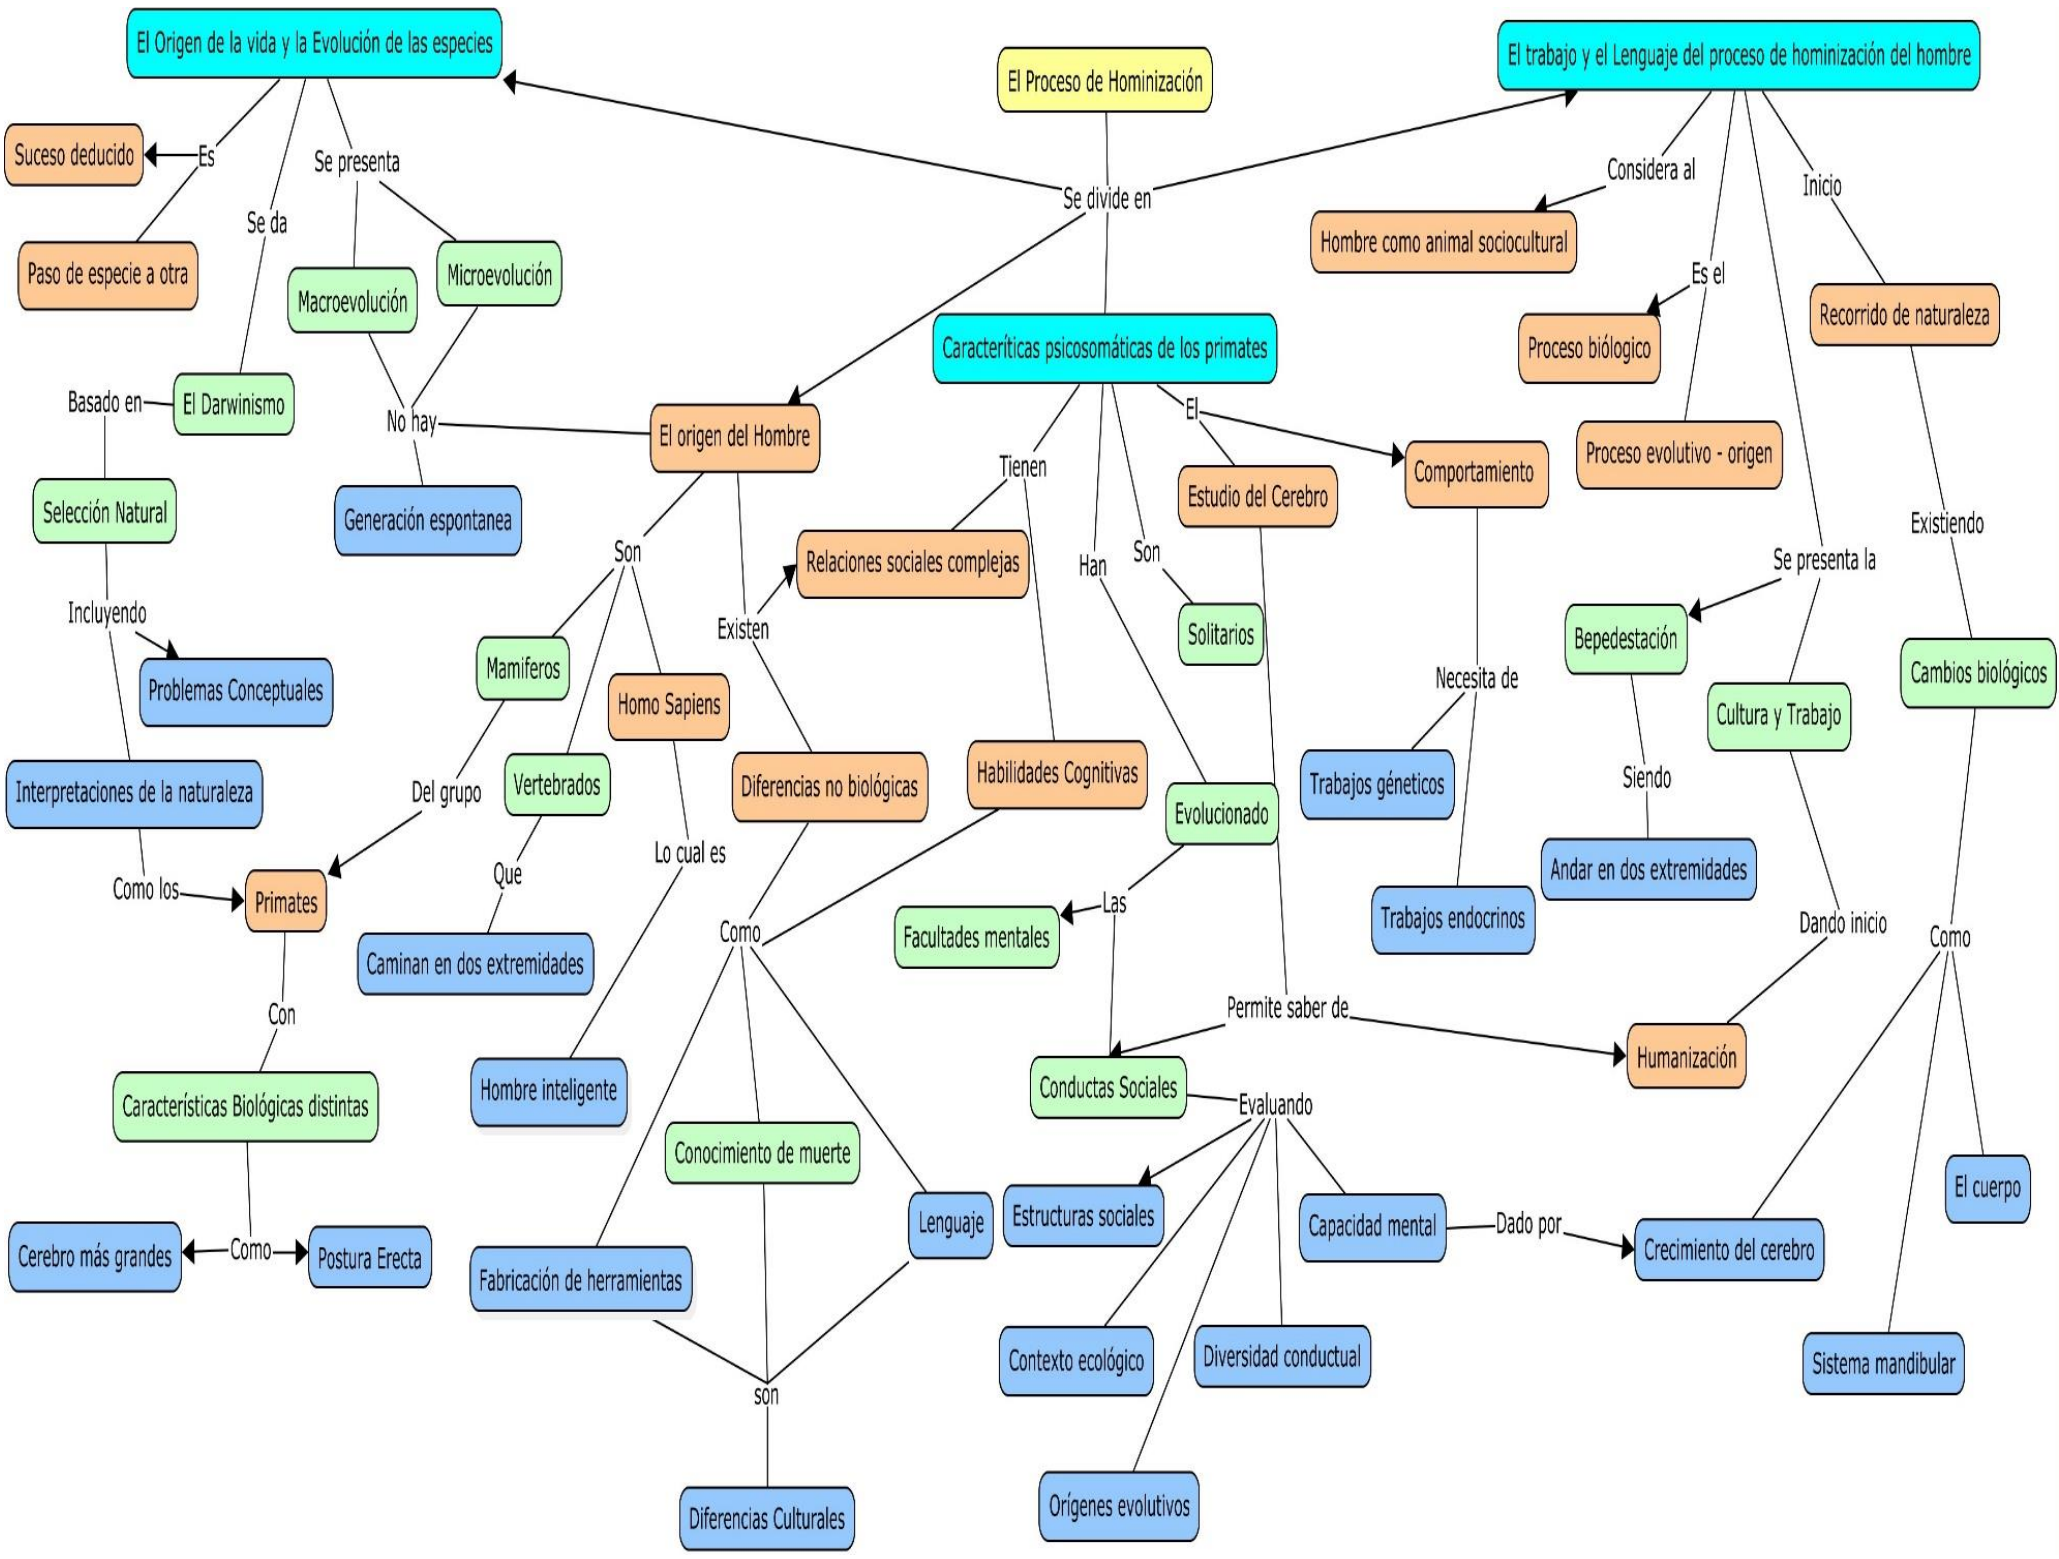 El Origen de la vida y la Evolución de las especies
El Proceso de Hominización
El trabajo y el Lenguaje del proceso de hominización del hombre
Suceso deducido
Es
Se presenta
Se divide en
Considera al
Inicio
Se da
Paso de especie a otra
Macroevolución
Microevolución
Hombre como animal sociocultural
Es el
Recorrido de naturaleza
Proceso biólogico
Caracteríticas psicosomáticas de los primates
Basado en
El Darwinismo
No hay
El origen del Hombre
El
Tienen
Comportamiento
Proceso evolutivo - origen
Selección Natural
Generación espontanea
Estudio del Cerebro
Existiendo
Son
Relaciones sociales complejas
Han
Son
Se presenta la
Incluyendo
Existen
Solitarios
Bepedestación
Problemas Conceptuales
Mamiferos
Homo Sapiens
Necesita de
Cultura y Trabajo
Cambios biológicos
Interpretaciones de la naturaleza
Del grupo
Vertebrados
Diferencias no biológicas
Habilidades Cognitivas
Evolucionado
Trabajos géneticos
Siendo
Lo cual es
Andar en dos extremidades
Como los
Primates
Que
Las
Trabajos endocrinos
Dando inicio
Como
Caminan en dos extremidades
Como
Facultades mentales
Con
Permite saber de
Humanización
Características Biológicas distintas
Hombre inteligente
Conductas Sociales
Evaluando
Conocimiento de muerte
El cuerpo
Cerebro más grandes
Como
Postura Erecta
Fabricación de herramientas
Lenguaje
Estructuras sociales
Capacidad mental
Dado por
Crecimiento del cerebro
Contexto ecológico
Diversidad conductual
Sistema mandibular
son
Orígenes evolutivos
Diferencias Culturales